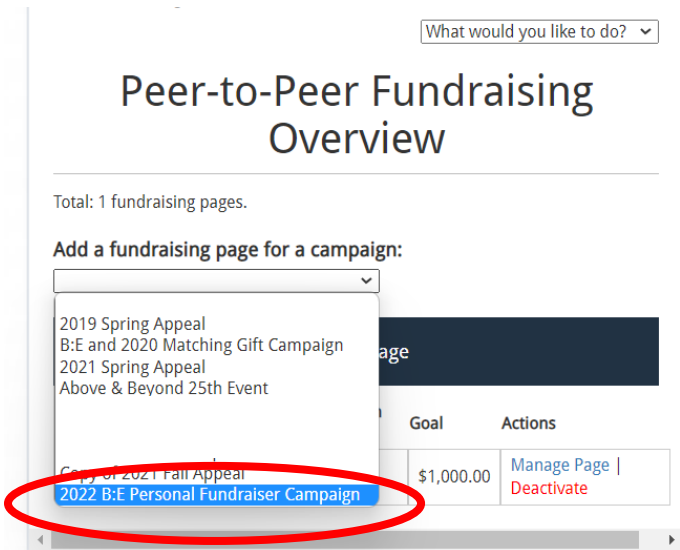 What would you like to do?
Peer-to-Peer Fundraising
Overview
Total: 1 fundraising pages.
Add a fundraising page for a campaign:
2019 Spring Appeal
B:E and 2020 Matching Gift Campaign
2021 Spring Appeal
Above & Beyond 25th Event
Copy of 2021 Fall Appeal
2022 B:E Personal Fundraiser Campaign
age
Goal Actions
$1,000.00 Manage Page |
Deactivate